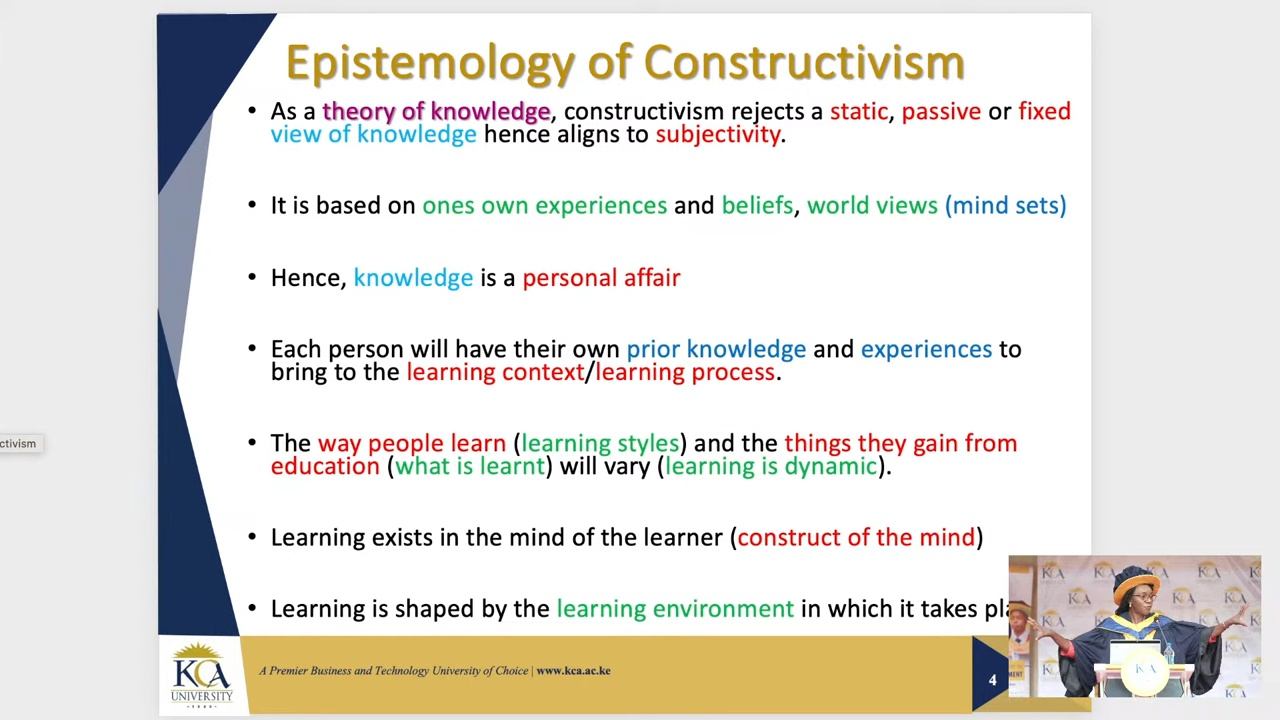 Epistemology of Constructivism
• As a theory of knowledge, constructivism rejects a static, passive or fixed
view of knowledge hence aligns to subjectivity.
• It is based on ones own experiences and beliefs, world views (mind sets)
• Hence, knowledge is a personal affair
• Each person will have their own prior knowledge and experiences to
bring to the learning context/learning process.
• The way people learn (learning styles) and the things they gain from
education (what is learnt) will vary (learning is dynamic).
ctivism
• Learning exists in the mind of the learner (construct of the mind)
• Learning is shaped by the learning environment in which it takes pla
KCA
UNIVERSITY
A Premier Business and Technology University of Choice | www.kca.ac.ke
4
KCA